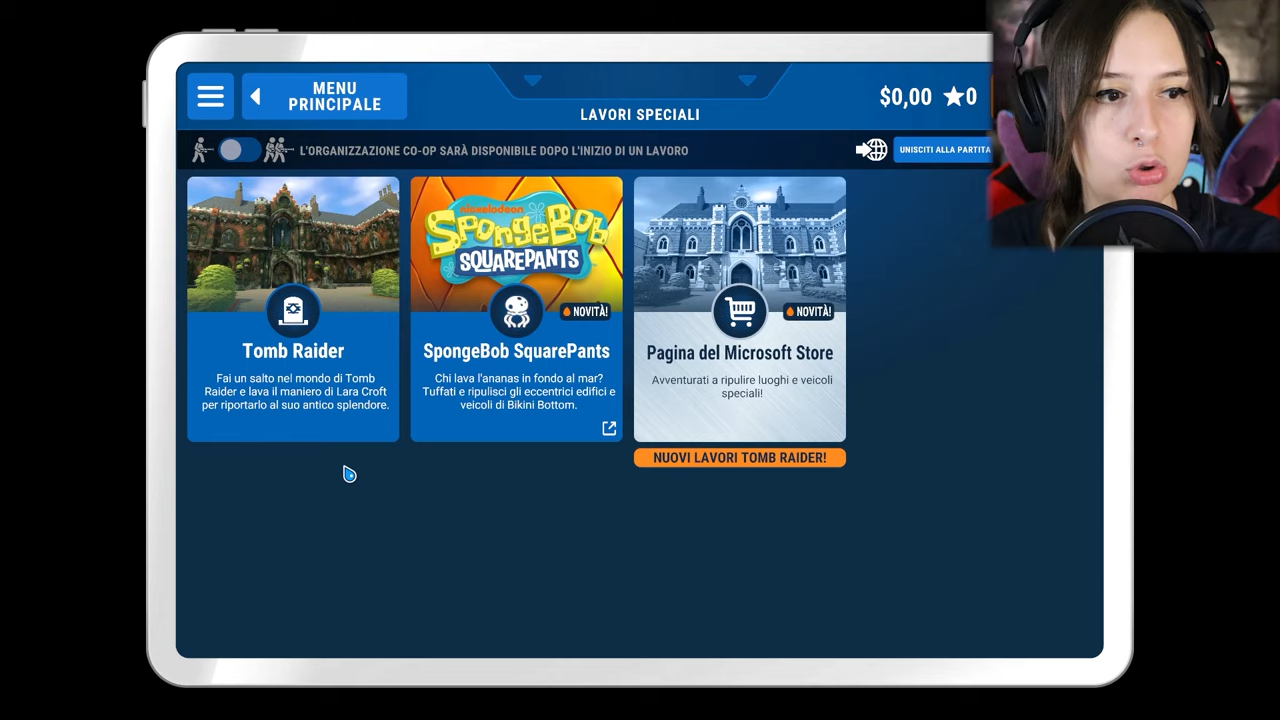 MENU
PRINCIPALE
LAVORI SPECIALI
$0,00 ★0
L'ORGANIZZAZIONE CO-OP SARÀ DISPONIBILE DOPO L'INIZIO DI UN LAVORO
UNISCITI ALLA PARTITA
Tomb Raider
Fai un salto nel mondo di Tomb
Raider e lava il maniero di Lara Croft
per riportarlo al suo antico splendore.
nickelodeon
SPONGEBOB
SQUAREPANTS
NOVITÀ!
SpongeBob SquarePants
Chi lava l'ananas in fondo al mar?
Tuffati e ripulisci gli eccentrici edifici e
veicoli di Bikini Bottom.
NOVITÀ!
Pagina del Microsoft Store
Avventurati a ripulire luoghi e veicoli
speciali!
NUOVI LAVORI TOMB RAIDER!